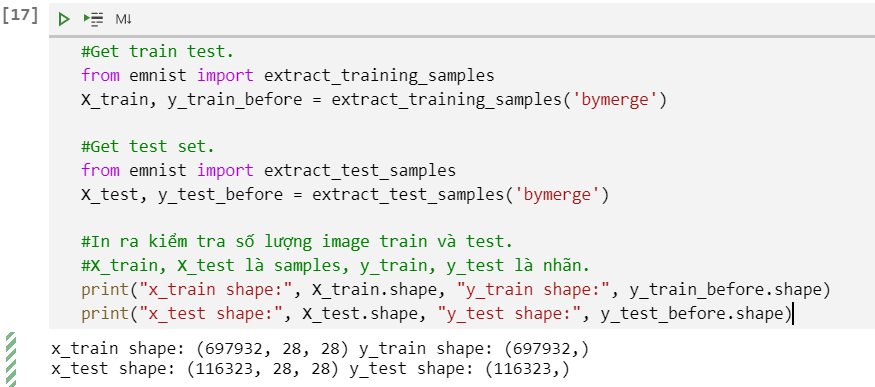 [17]
M↓
#Get train test.
from emnist import extract_training_samples
X_train, y_train_before = extract_training_samples('bymerge')
#Get test set.
from emnist import extract_test_samples
X_test, y_test_before = extract_test_samples('bymerge')
#In ra kiểm tra số lượng image train và test.
#X_train, X_test là samples, y_train, y_test là nhãn.
print("x_train shape:", X_train.shape, "y_train shape:", y_train_before.shape)
print("x_test shape:", X_test.shape, "y_test shape:", y_test_before.shape)
x_train shape: (697932, 28, 28) y_train shape: (697932,)
x_test shape: (116323, 28, 28) y_test shape: (116323,)